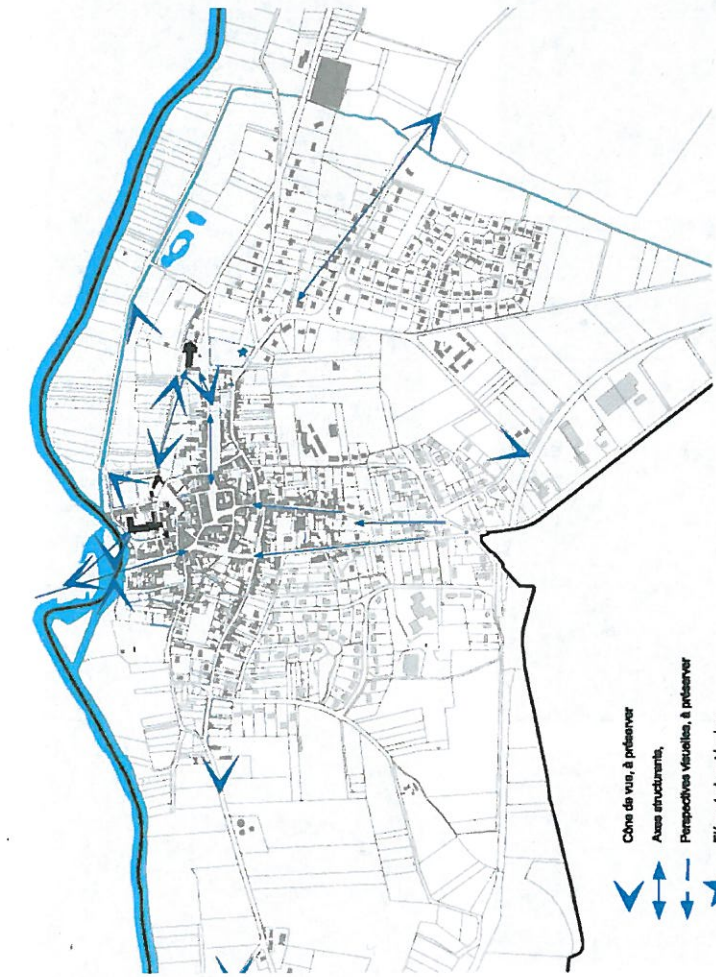 Cône de vue, à préserver
Axes structurants,
Perspectives visuelles, à préserver